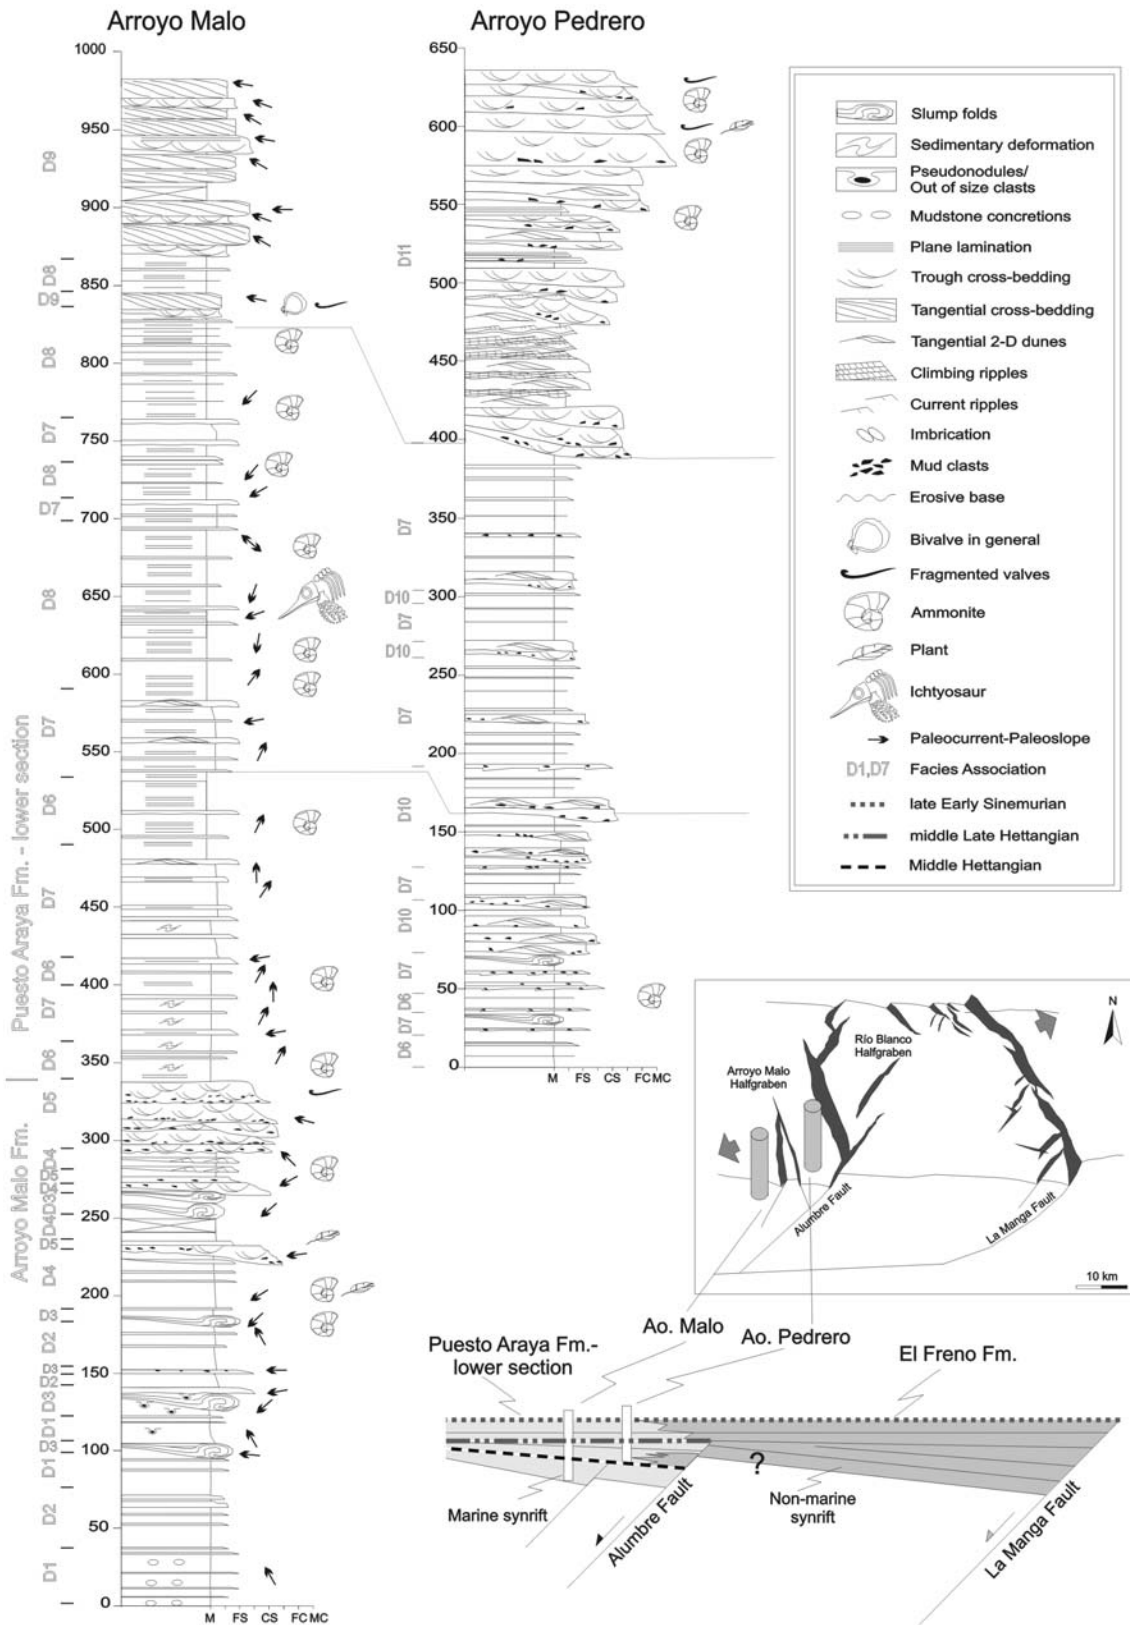 Arroyo Malo
Arroyo Pedrero
1000
950
900
850
800
750
700
650
600
550
500
450
400
350
300
250
200
150
100
50
0
M FS CS FC MC
D9
D8
D9
D8
D7
D8
D7
D8
D7
D6
D7
D6
D7
D6
D5
D4
D4
D5
D4
D3
D2
D3
D3
D1
D3
D1
D2
D1
Puesto Araya Fm. - lower section
Arroyo Malo Fm.
650
600
550
500
450
400
350
300
250
200
150
100
50
0
M FS CS FC MC
D11
D7
D10
D7
D10
D7
D10
D7
D10
D7
D6
D7
D6
Slump folds
Sedimentary deformation
Pseudonodules/
Out of size clasts
Mudstone concretions
Plane lamination
Trough cross-bedding
Tangential cross-bedding
Tangential 2-D dunes
Climbing ripples
Current ripples
Imbrication
Mud clasts
Erosive base
Bivalve in general
Fragmented valves
Ammonite
Plant
Ichtyosaur
Paleocurrent-Paleoslope
D1,D7 Facies Association
late Early Sinemurian
middle Late Hettangian
Middle Hettangian
N
Río Blanco
Halfgraben
Arroyo Malo
Halfgraben
Alumbre Fault
La Manga Fault
10 km
Ao. Malo
Ao. Pedrero
Puesto Araya Fm.-
lower section
El Freno Fm.
?
Marine synrift
Non-marine
synrift
Alumbre Fault
La Manga Fault